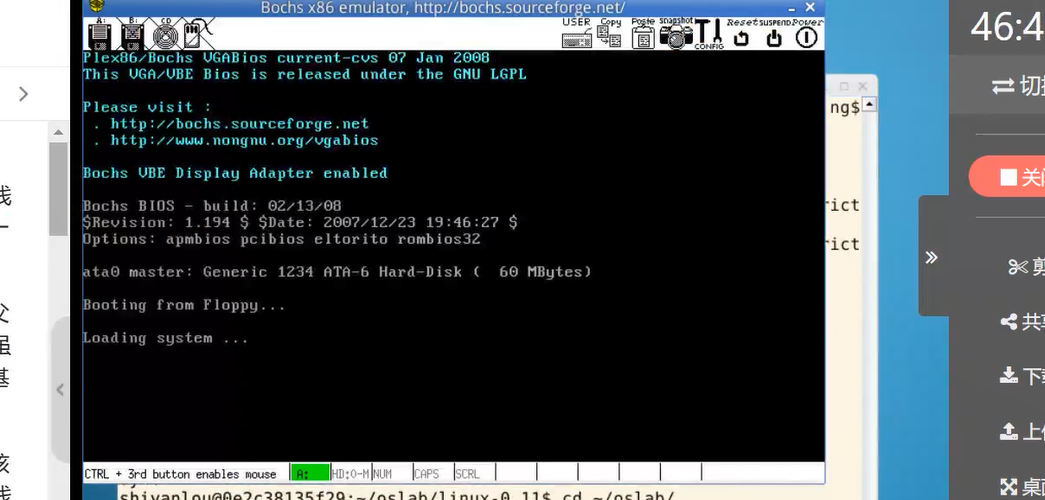 Bochs x86 emulator, http://bochs.sourceforge.net/
A: B: CD USER Copy Paste Snapshot CONFIG Reset SUSPEND Power
Plex86/Bochs VGABios current-cvs 07 Jan 2008
This VGA/VBE Bios is released under the GNU LGPL
Please visit :
. http://bochs.sourceforge.net
. http://www.nongnu.org/vgabios
Bochs VBE Display Adapter enabled
Bochs BIOS - build: 02/13/08
$Revision: 1.194 $ $Date: 2007/12/23 19:46:27 $
Options: apmbios pcibios eltorito rombios32
ata0 master: Generic 1234 ATA-6 Hard-Disk (  60 MBytes)
Booting from Floppy...
Loading system ...
CTRL + 3rd button enables mouse A: HD:0-M NUM CAPS SCRL
shiyanlou@0e2c38135f29:~/oslab/linux-0.11$ cd ~/oslab/
ng$
rict
rict
46:4
切换
关闭
共享
下载
上传
桌面